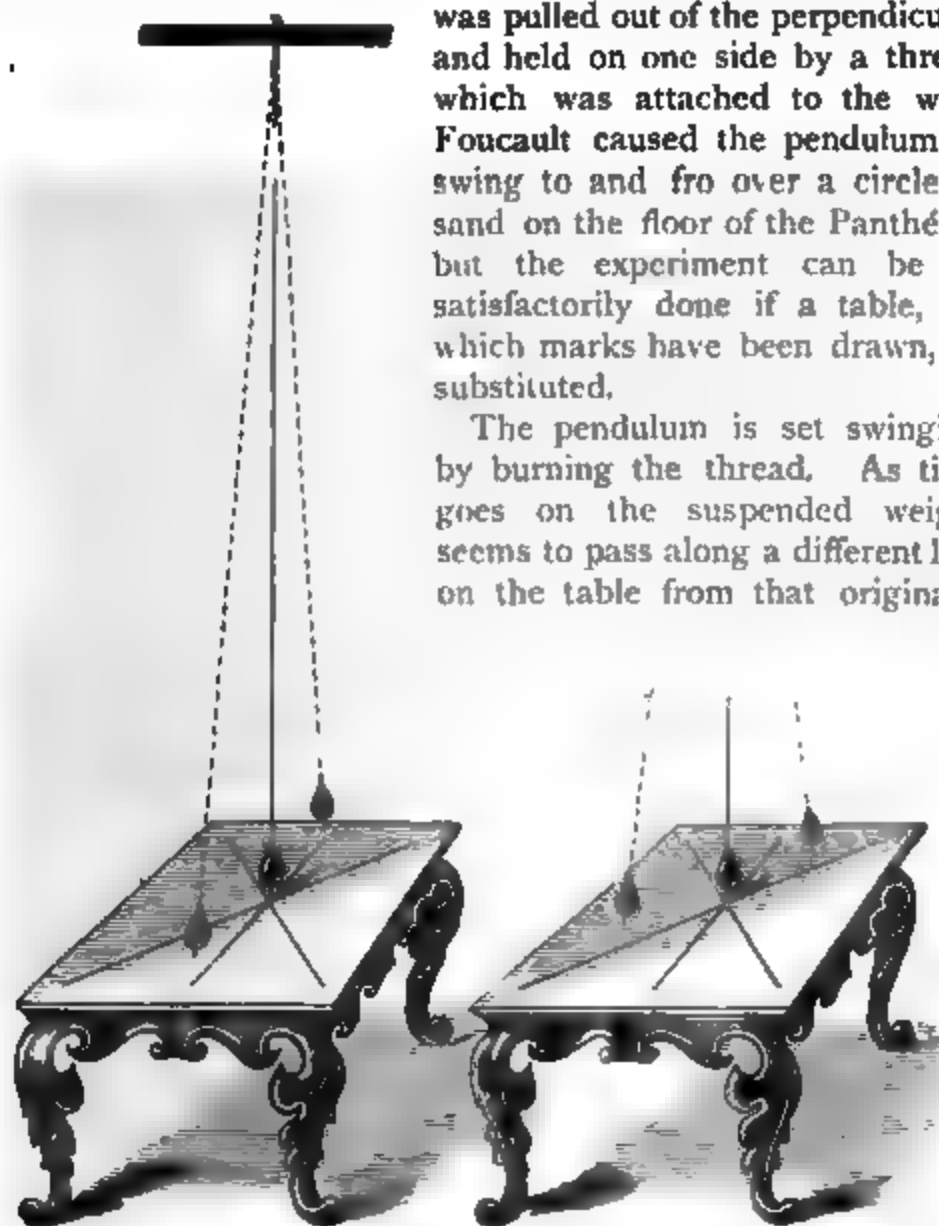 was pulled out of the perpendicu
and held on one side by a thre
which was attached to the w
Foucault caused the pendulum
swing to and fro over a circle
sand on the floor of the Panthé
but the experiment can be
satisfactorily done if a table,
which marks have been drawn,
substituted.
The pendulum is set swingi
by burning the thread. As ti
goes on the suspended weig
seems to pass along a different l
on the table from that origina